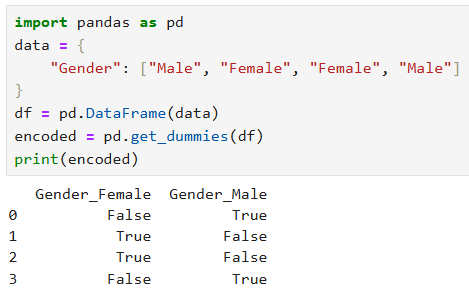 import pandas as pd
data = {
    "Gender": ["Male", "Female", "Female", "Male"]
}
df = pd.DataFrame(data)
encoded = pd.get_dummies(df)
print(encoded)
   Gender_Female  Gender_Male
0          False         True
1           True        False
2           True        False
3          False         True